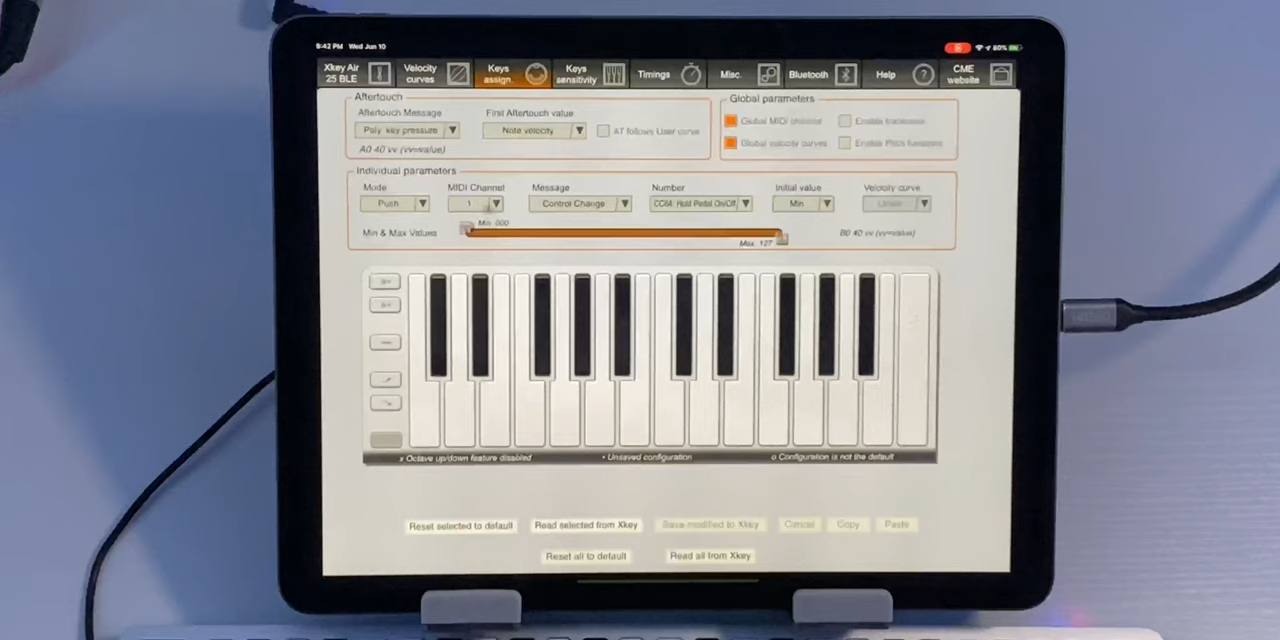 9:42 PM Wed Jun 10
80%
Xkey Air 25 BLE
Velocity curves
Keys assign.
Keys sensitivity
Timings
Misc.
Bluetooth
Help
?
CME website
Aftertouch
Aftertouch Message
First Aftertouch value
Poly key pressure
Note velocity
AT follows User curve
A0 40 vv (vv=value)
Global parameters
Global MIDI channel
Enable transpose
Global velocity curves
Enable Pitch functions
Individual parameters
Mode
MIDI Channel
Message
Number
Initial value
Velocity curve
Push
1
Control Change
CC64: Hold Pedal On/Off
Min
Linear
Min & Max Values
Min. 000
Max. 127
B0 40 vv (vv=value)
x Octave up/down feature disabled
• Unsaved configuration
o Configuration is not the default
Reset selected to default
Read selected from Xkey
Save modified to Xkey
Cancel
Copy
Paste
Reset all to default
Read all from Xkey